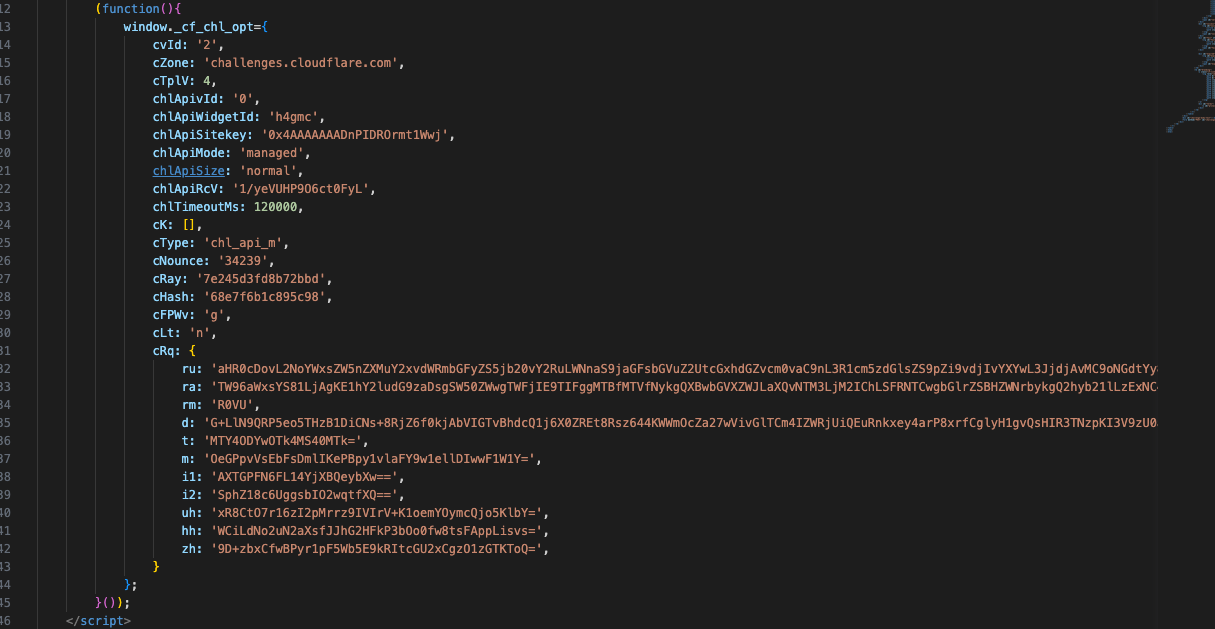 12 (function(){
13 window._cf_chl_opt={
14 cvId: '2',
15 cZone: 'challenges.cloudflare.com',
16 cTplV: 4,
17 chlApivId: '0',
18 chlApiWidgetId: 'h4gmc',
19 chlApiSitekey: '0x4AAAAAAADnPIDROrmt1Wwj',
20 chlApiMode: 'managed',
21 chlApiSize: 'normal',
22 chlApiRcV: '1/yeVUHP9O6ct0FyL',
23 chlTimeoutMs: 120000,
24 cK: [],
25 cType: 'chl_api_m',
26 cNounce: '34239',
27 cRay: '7e245d3fd8b72bbd',
28 cHash: '68e7f6b1c895c98',
29 cFPWv: 'g',
30 cLt: 'n',
31 cRq: {
32 ru: 'aHR0cDovL2NoYWxsZW5nZXMuY2xvdWRmbGFyZS5jb20vY2RuLWNnaS9jaGFsbGVuZ2UtcGxhdGZvcm0vaC9nL3R1cm5zdGlsZS9pZi9vdjIvYXYwL3JjdjAvMC9oNGdtYy
33 ra: 'TW96aWxsYS81LjAgKE1hY2ludG9zaDsgSW50ZWwgTWFjIE9TIFggMTBfMTVfNykgQXBwbGVXZWJLaXQvNTM3LjM2IChLSFRNTCwgbGlrZSBHZWNrbykgQ2hyb21lLzExNC
34 rm: 'R0VU',
35 d: 'G+LlN9QRP5eo5THzB1DiCNs+8RjZ6f0kjAbVIGTvBhdcQ1j6X0ZREt8Rsz644KWWmOcZa27wVivGlTCm4IZWRjUiQEuRnkxey4arP8xrfCglyH1gvQsHIR3TNzpKI3V9zU0
36 t: 'MTY4ODYwOTk4MS40MTk=',
37 m: 'OeGPpvVsEbFsDmlIKePBpy1vlaFY9w1ellDIwwF1W1Y=',
38 i1: 'AXTGPFN6FL14YjXBQeybXw==',
39 i2: 'SphZ18c6UggsbIO2wqtfXQ==',
40 uh: 'xR8CtO7r16zI2pMrrz9IVIrV+K1oemYOymcQjo5KlbY=',
41 hh: 'WCiLdNo2uN2aXsfJJhG2HFkP3bOo0fw8tsFAppLisvs=',
42 zh: '9D+zbxCfwBPyr1pF5Wb5E9kRItcGU2xCgzO1zGTKToQ=',
43 }
44 };
45 }());
46 </script>